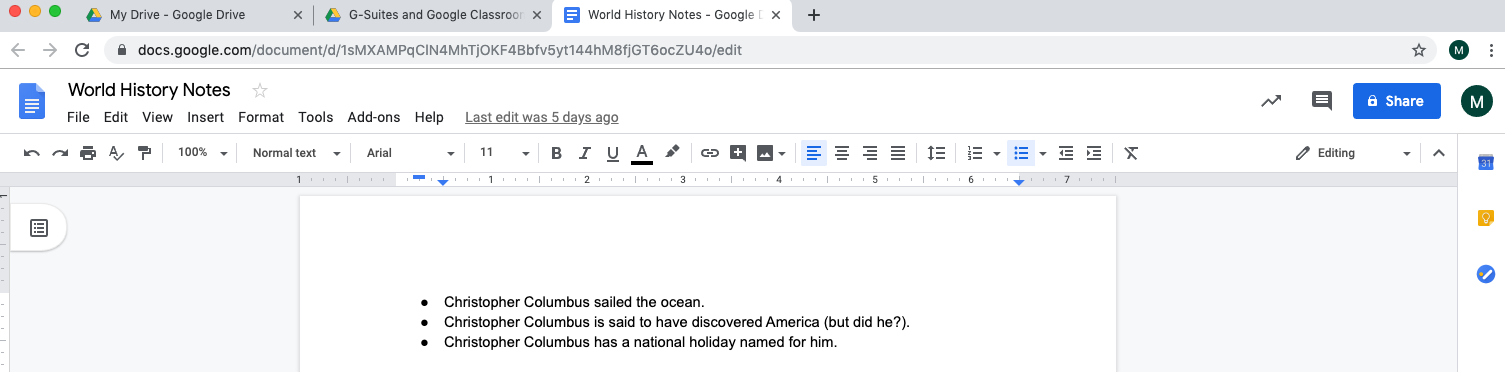 My Drive - Google Drive
G-Suites and Google Classroor
World History Notes - Google
docs.google.com/document/d/1sMXAMPqClN4MhTjOKF4Bbfv5yt144hM8fjGT6ocZU4o/edit
M
World History Notes
File Edit View Insert Format Tools Add-ons Help Last edit was 5 days ago
Share
M
100% Normal text Arial 11 B I U A Editing
31
1 1 2 3 4 5 6 7
● Christopher Columbus sailed the ocean.
● Christopher Columbus is said to have discovered America (but did he?).
● Christopher Columbus has a national holiday named for him.